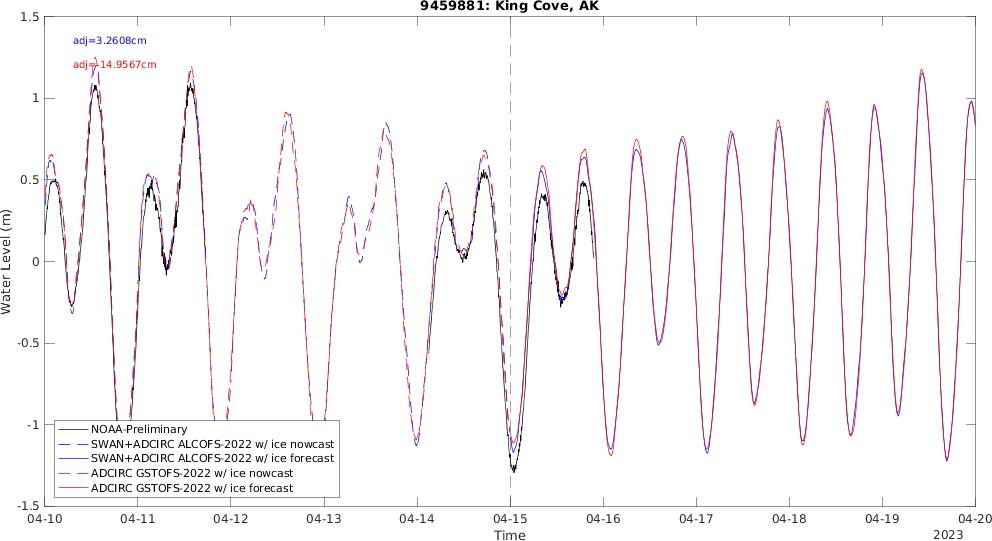 9459881: King Cove, AK
1.5
adj=3.2608cm
adj=-14.9567cm
1
0.5
0
-0.5
-1
-1.5
Water Level (m)
NOAA-Preliminary
SWAN+ADCIRC ALCOFS-2022 w/ ice nowcast
SWAN+ADCIRC ALCOFS-2022 w/ ice forecast
ADCIRC GSTOFS-2022 w/ ice nowcast
ADCIRC GSTOFS-2022 w/ ice forecast
04-10 04-11 04-12 04-13 04-14 04-15 04-16 04-17 04-18 04-19 04-20
Time
2023